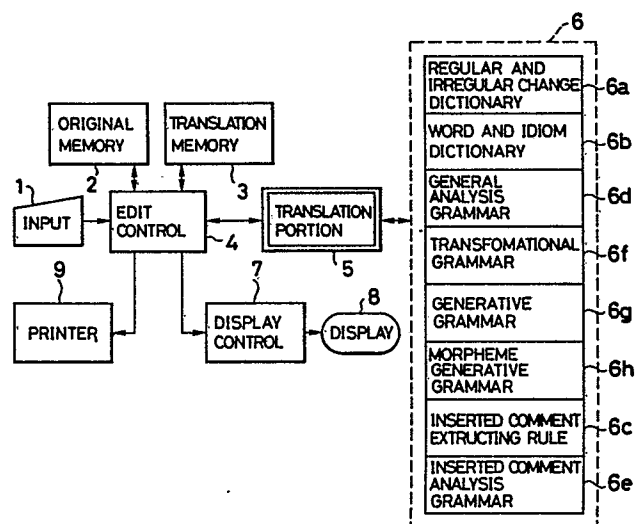 6
REGULAR AND
IRREGULAR CHANGE
DICTIONARY
6a
WORD AND IDIOM
DICTIONARY
6b
GENERAL
ANALYSIS
GRAMMAR
6d
TRANSFOMATIONAL
GRAMMAR
6f
GENERATIVE
GRAMMAR
6g
MORPHEME
GENERATIVE
GRAMMAR
6h
INSERTED COMMENT
EXTRUCTING RULE
6c
INSERTED COMMENT
ANALYSIS
GRAMMAR
6e
ORIGINAL
MEMORY
2
TRANSLATION
MEMORY
3
1
INPUT
EDIT
CONTROL
4
TRANSLATION
PORTION
5
9
PRINTER
7
DISPLAY
CONTROL
8
DISPLAY